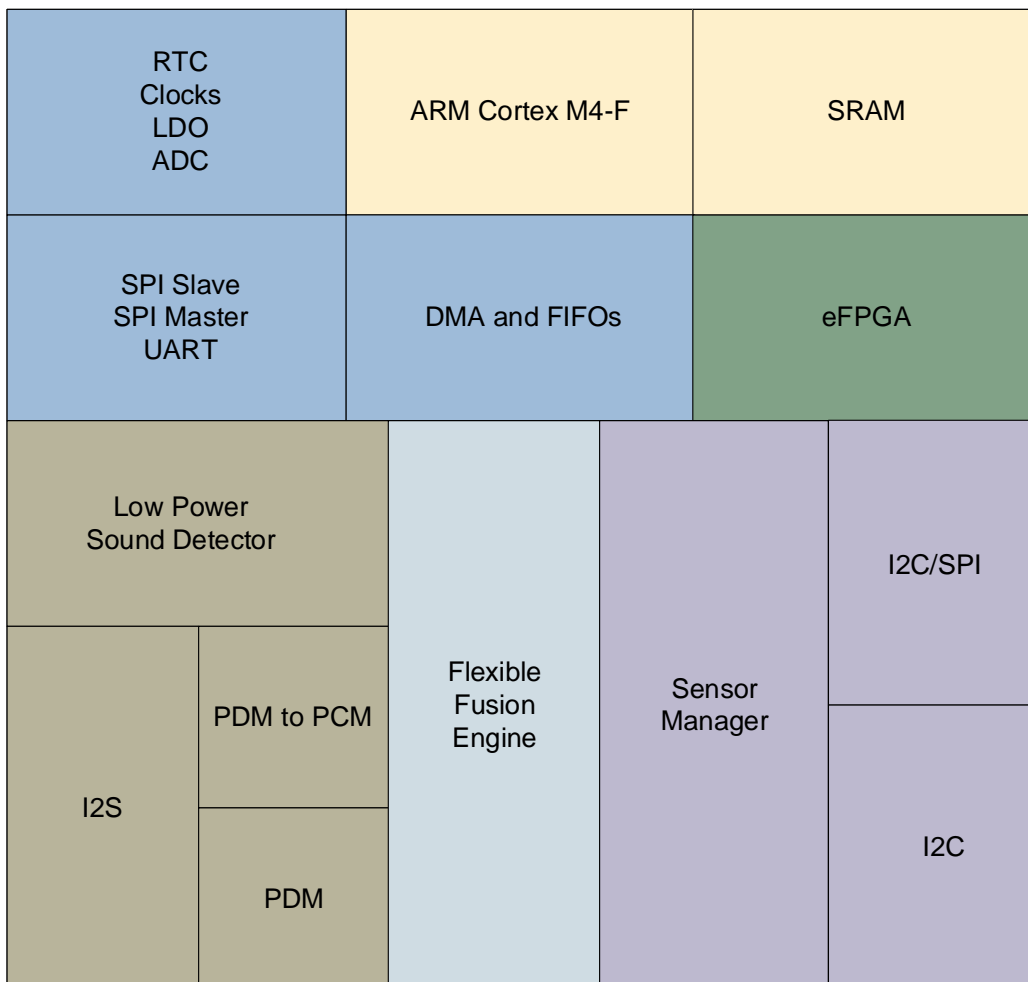 RTC
Clocks
LDO
ADC
ARM Cortex M4-F
SRAM
SPI Slave
SPI Master
UART
DMA and FIFOs
eFPGA
Low Power
Sound Detector
I2S
PDM to PCM
PDM
Flexible
Fusion
Engine
Sensor
Manager
I2C/SPI
I2C